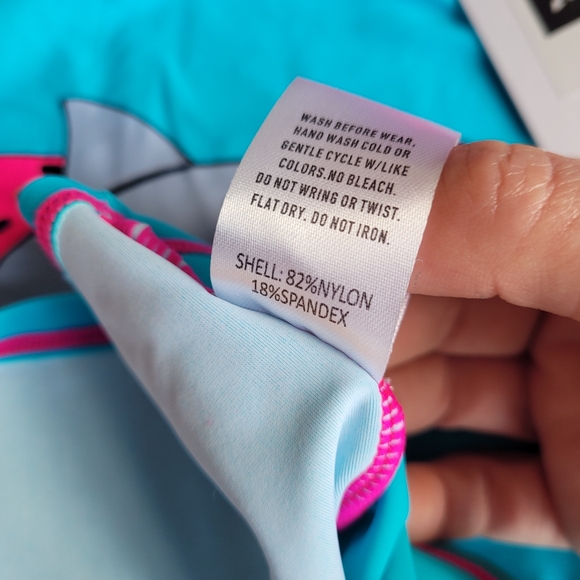 WASH BEFORE WEAR,
HAND WASH COLD OR
GENTLE CYCLE W/LIKE
COLORS.NO BLEACH.
DO NOT WRING OR TWIST.
FLAT DRY. DO NOT IRON.
SHELL: 82%NYLON
18%SPANDEX